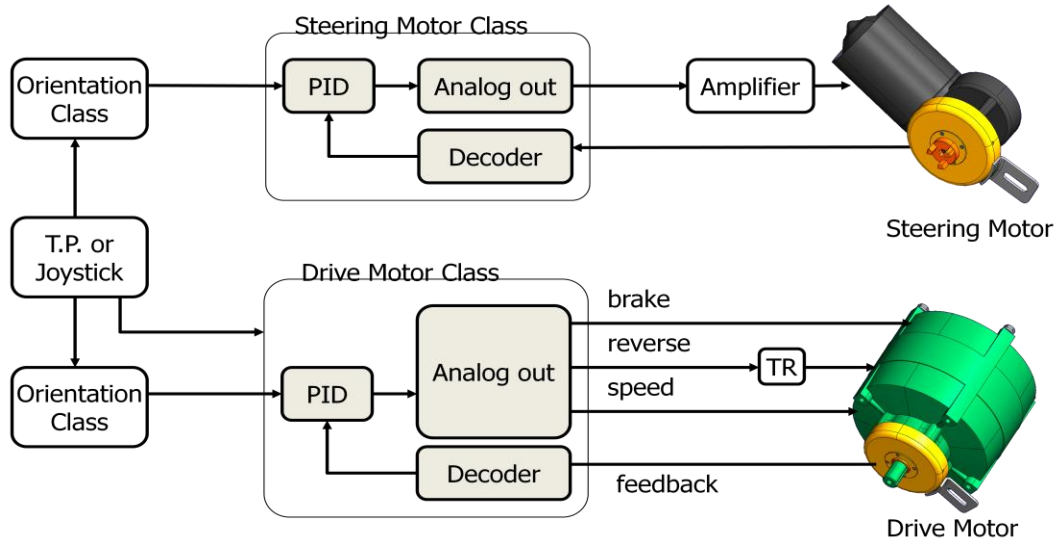 Steering Motor Class
Orientation
Class
PID
Analog out
Amplifier
Decoder
Steering Motor
T.P. or
Joystick
Drive Motor Class
brake
reverse
Analog out
TR
speed
Orientation
Class
PID
Decoder
feedback
Drive Motor